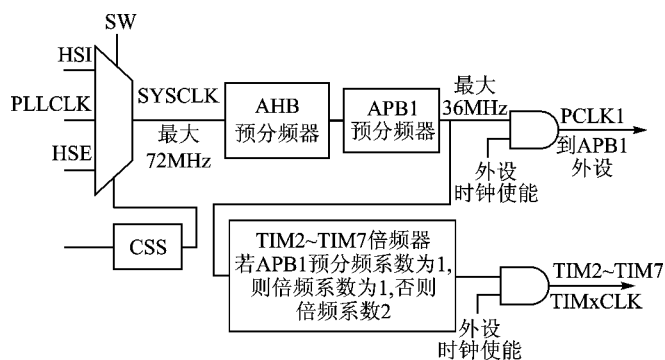 SW
HSI
PLLCLK
HSE
SYSCLK
最大
72MHz
AHB
预分频器
APB1
预分频器
最大
36MHz
PCLK1
到APB1
外设
外设
时钟使能
CSS
TIM2~TIM7倍频器
若APB1预分频系数为1,
则倍频系数为1,否则
倍频系数2
TIM2~TIM7
TIMxCLK
外设
时钟使能